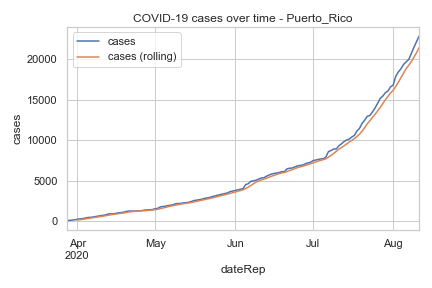 COVID-19 cases over time - Puerto_Rico
cases
cases (rolling)
cases
20000
15000
10000
5000
0
Apr
2020
May
Jun
Jul
Aug
dateRep